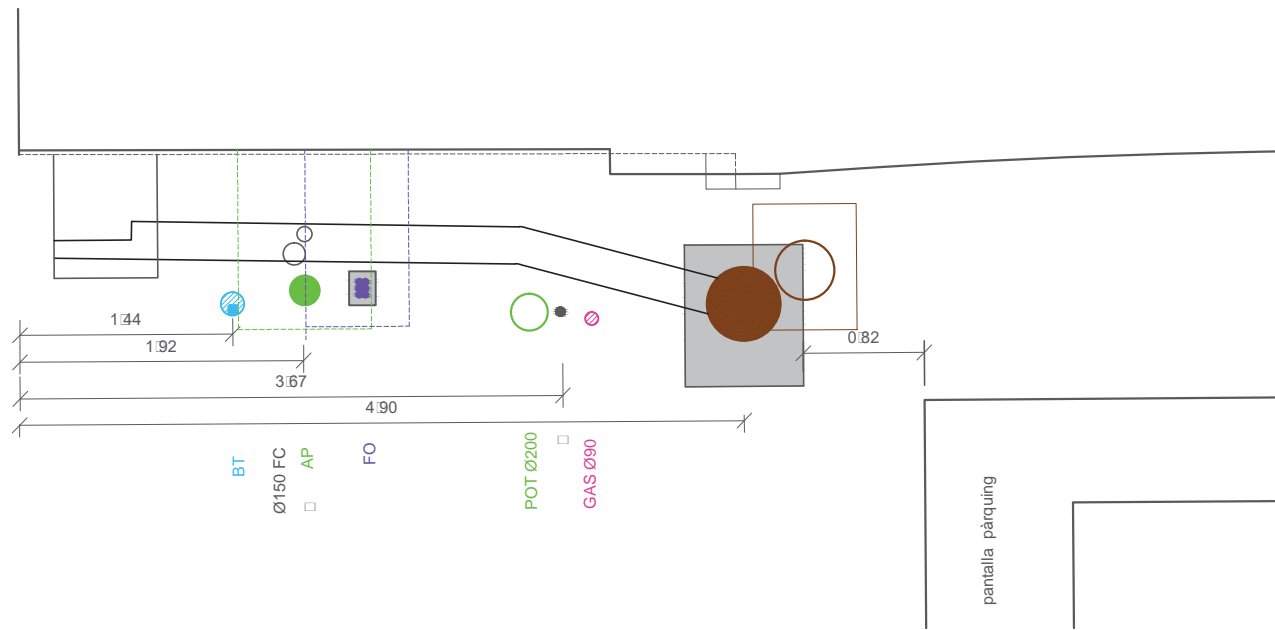 1▯44
1▯92
3▯67
4▯90
0▯82
BT
Ø150 FC
AP
▯
FO
POT Ø200
▯
GAS Ø90
pantalla pàrquing